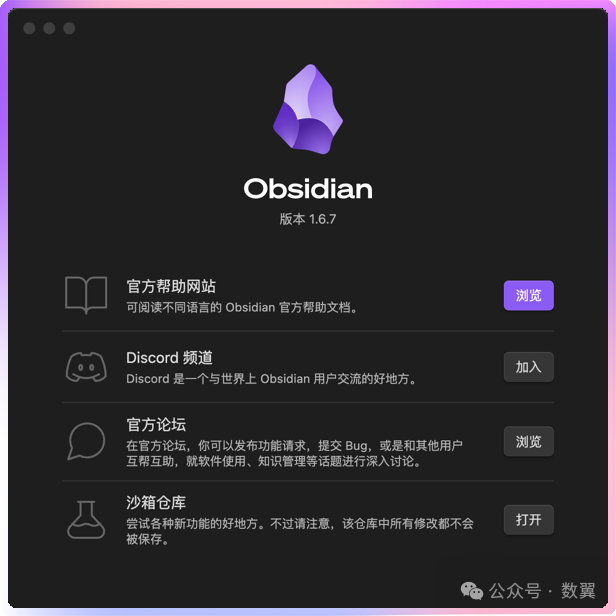 Obsidian
版本 1.6.7
官方帮助网站
可阅读不同语言的 Obsidian 官方帮助文档。
浏览
Discord 频道
Discord 是一个与世界上 Obsidian 用户交流的好地方。
加入
官方论坛
在官方论坛，你可以发布功能请求，提交 Bug，或是和其他用户
互帮互助，就软件使用、知识管理等话题进行深入讨论。
浏览
沙箱仓库
尝试各种新功能的好地方。不过请注意，该仓库中所有修改都不会
被保存。
打开
公众号 · 数翼